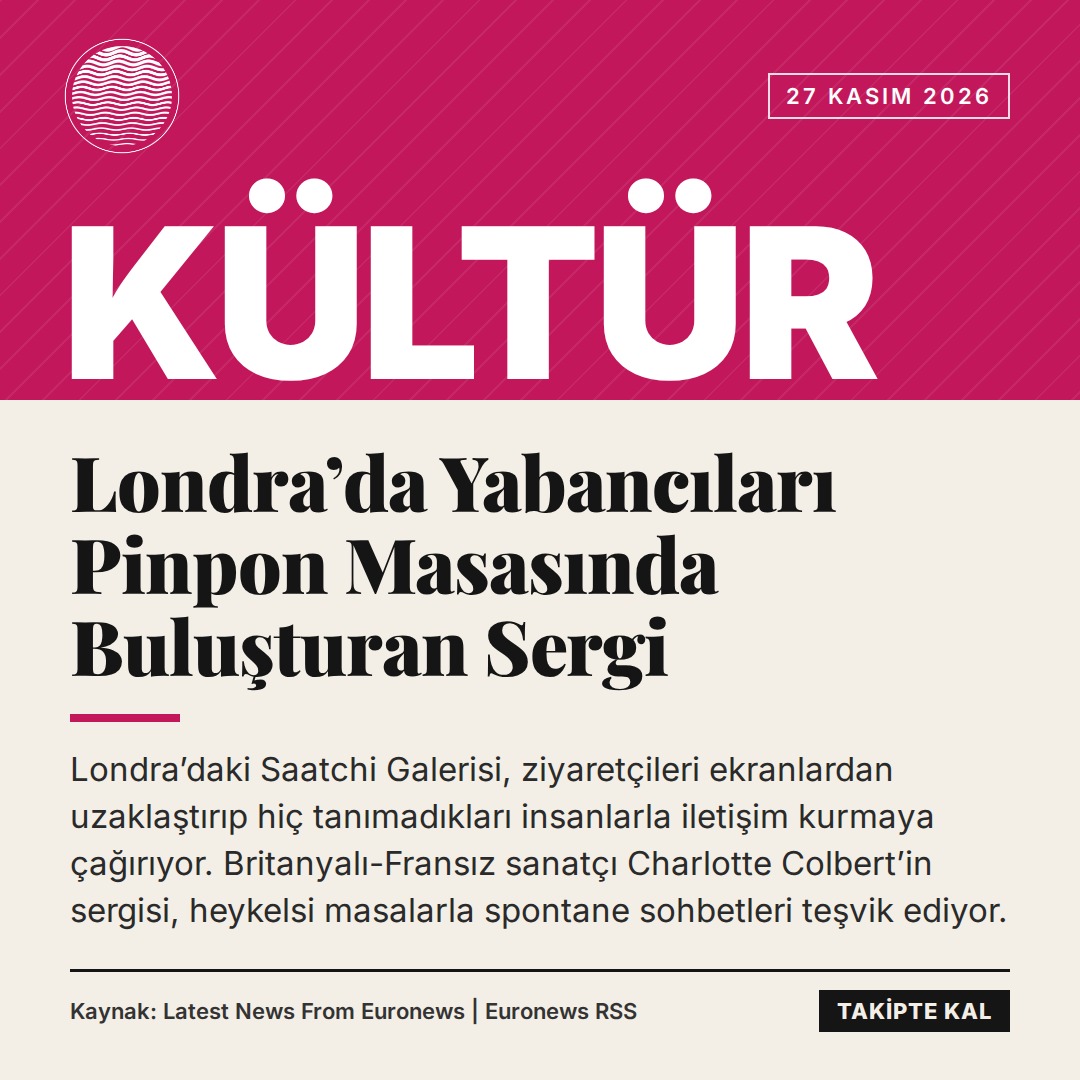 27 KASIM 2026
KÜLTÜR
Londra’da Yabancıları
Pinpon Masasında
Buluşturan Sergi
Londra’daki Saatchi Galerisi, ziyaretçileri ekranlardan
uzaklaştırıp hiç tanımadıkları insanlarla iletişim kurmaya
çağırıyor. Britanyalı-Fransız sanatçı Charlotte Colbert’in
sergisi, heykelsi masalarla spontane sohbetleri teşvik ediyor.
Kaynak: Latest News From Euronews | Euronews RSS
TAKİPTE KAL